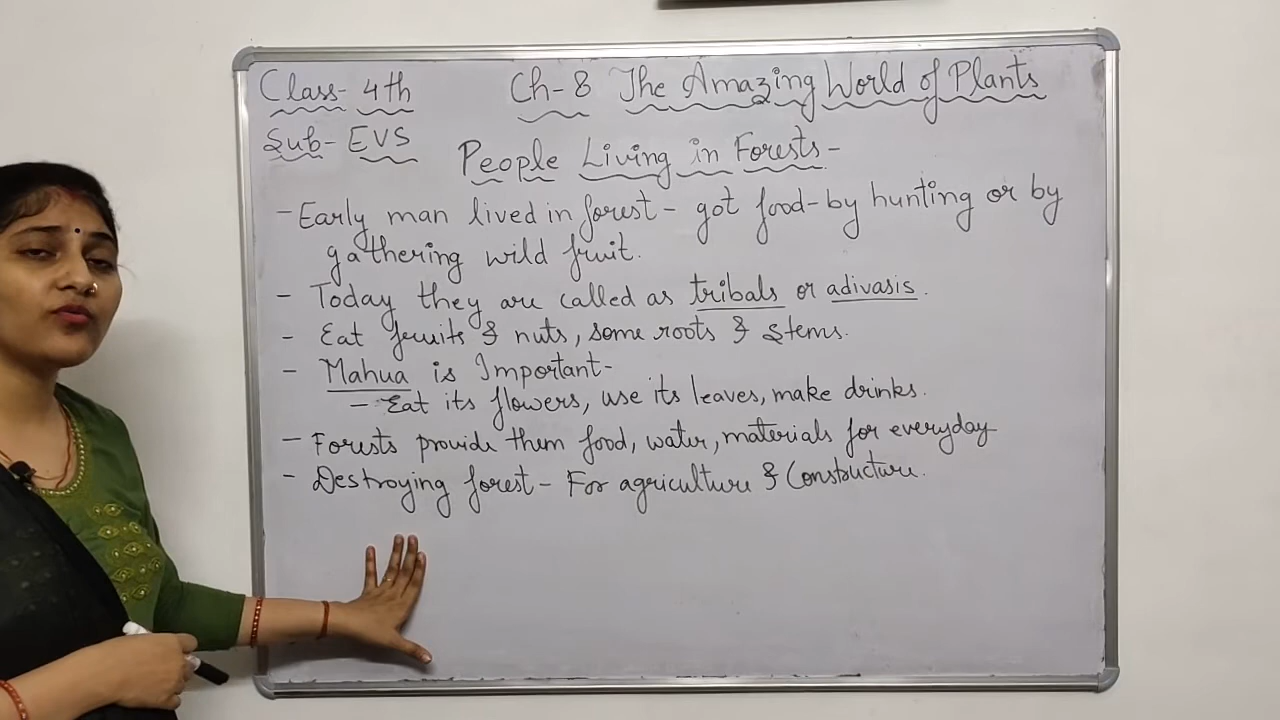 Class- 4th
Ch-8 The Amazing World of Plants
Sub- EVS
People Living in Forests-
- Early man lived in forest - got food - by hunting or by
gathering wild fruit.
- Today they are called as tribals or adivasis.
- Eat fruits & nuts, some roots & stems.
- Mahua is Important-
- Eat its flowers, use its leaves, make drinks.
- Forests provide them food, water, materials for everyday
- Destroying forest - For agriculture & Constructure.